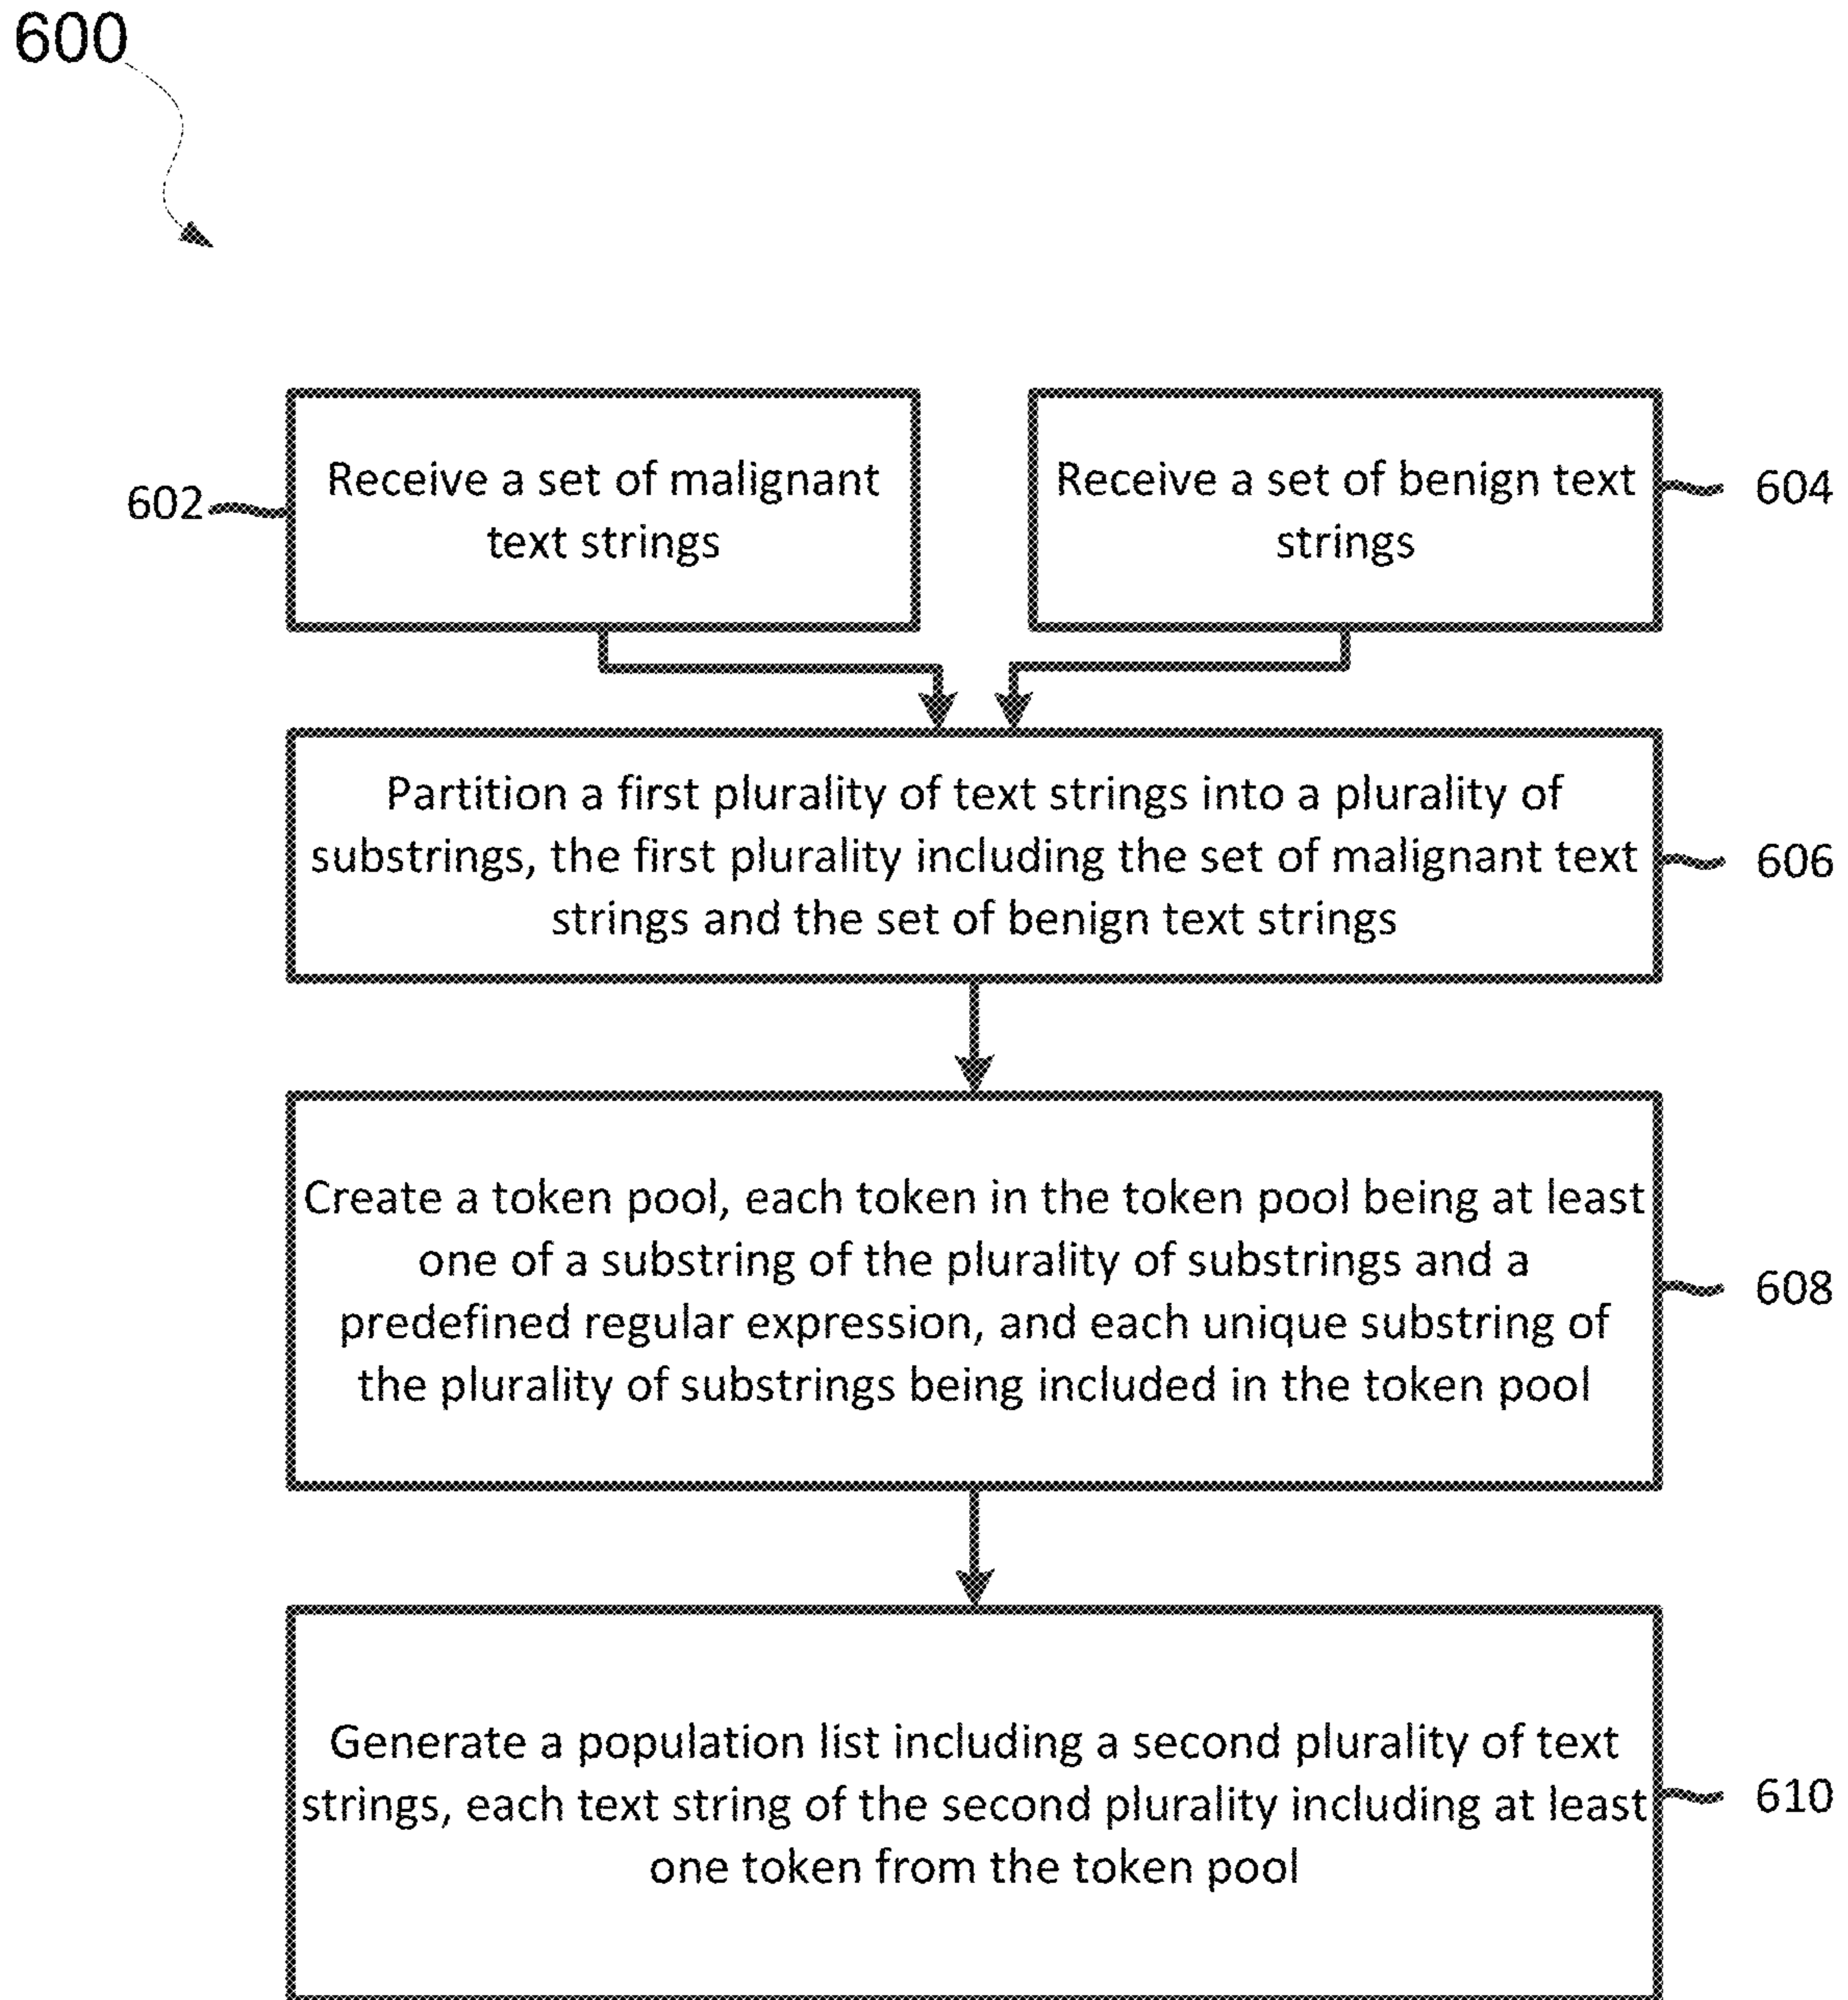 600
Receive a set of malignant
text strings
602
Receive a set of benign text
strings
604
Partition a first plurality of text strings into a plurality of
substrings, the first plurality including the set of malignant text
strings and the set of benign text strings
606
Create a token pool, each token in the token pool being at least
one of a substring of the plurality of substrings and a
predefined regular expression, and each unique substring of
the plurality of substrings being included in the token pool
608
Generate a population list including a second plurality of text
strings, each text string of the second plurality including at least
one token from the token pool
610